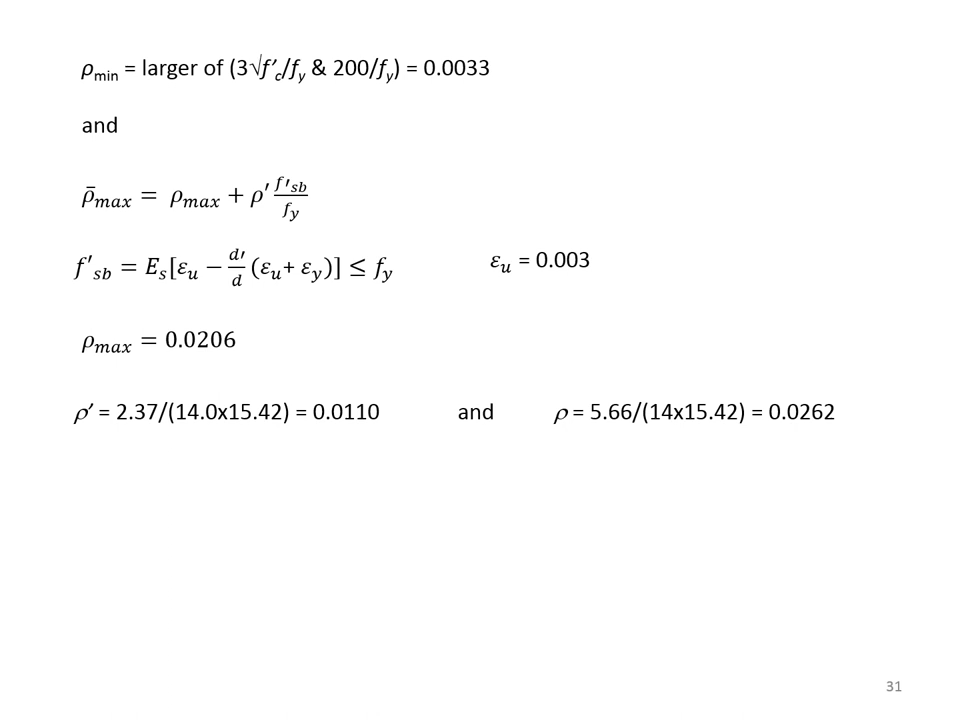 ρmin = larger of (3√f′c/fy & 200/fy) = 0.0033
and
ρ̄max = ρmax + ρ′ f′sb/fy
f′sb = Es[εu − d′/d (εu+ εy)] ≤ fy εu = 0.003
ρmax = 0.0206
ρ′ = 2.37/(14.0x15.42) = 0.0110 and ρ = 5.66/(14x15.42) = 0.0262
31